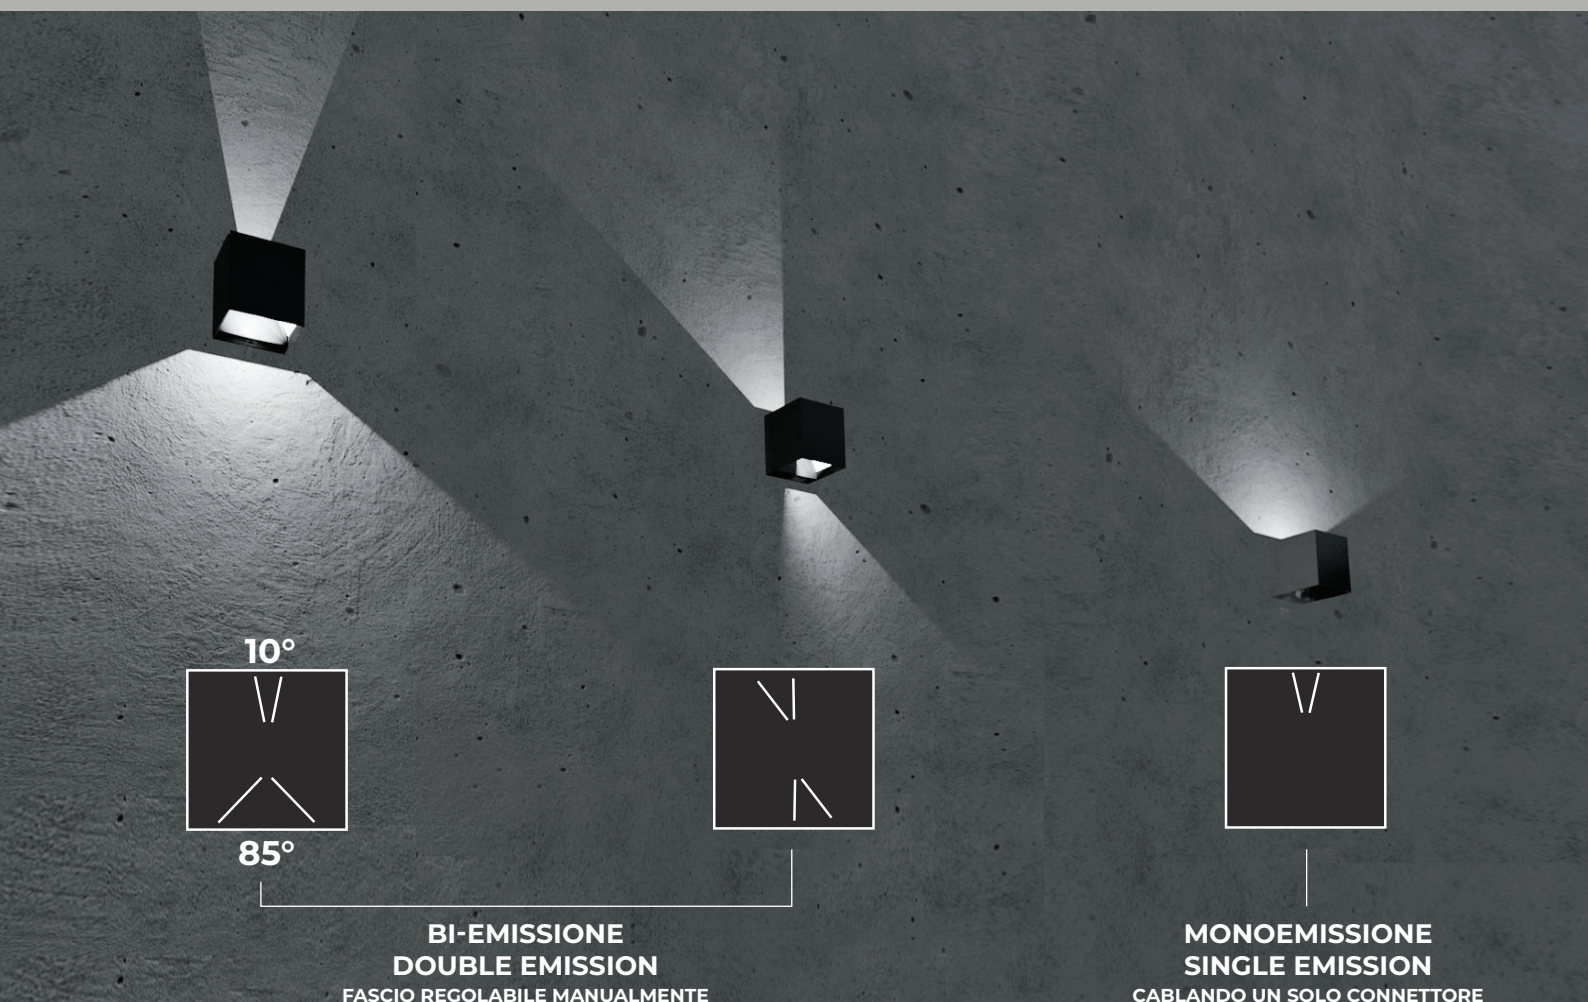 10°
85°
BI-EMISSIONE
DOUBLE EMISSION
FASCIO REGOLABILE MANUALMENTE
MONOEMISSIONE
SINGLE EMISSION
CABLANDO UN SOLO CONNETTORE